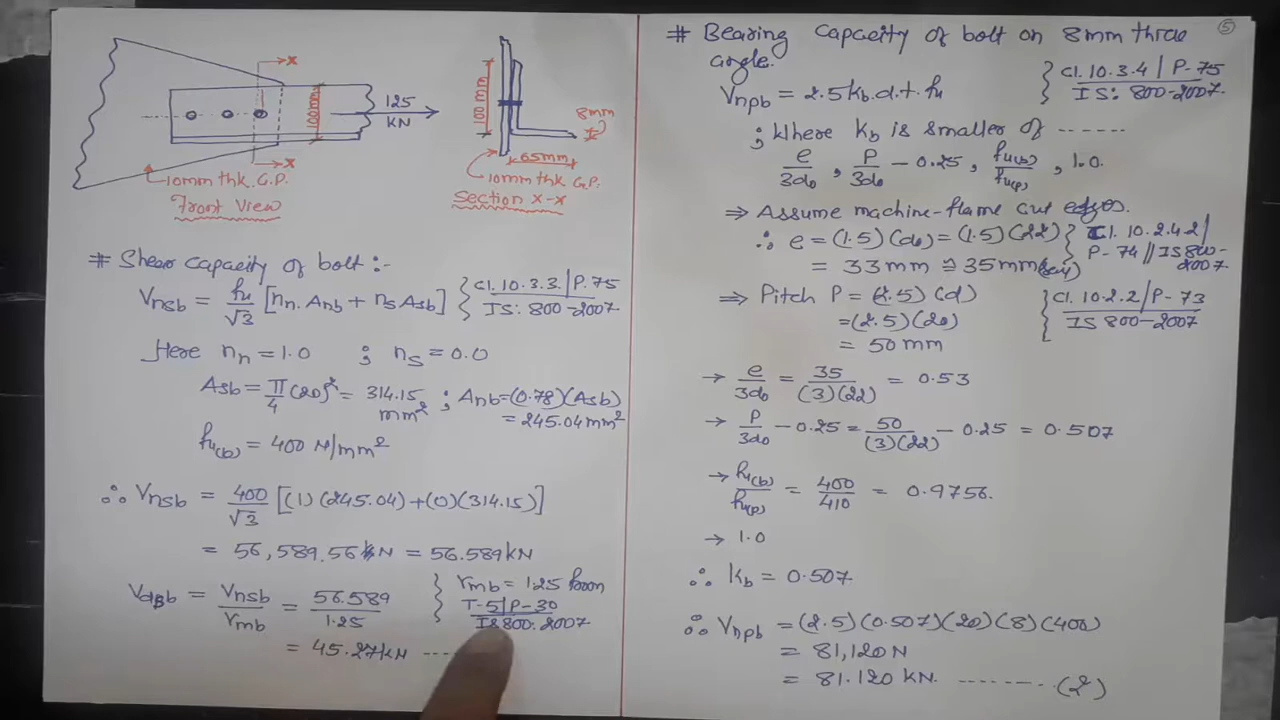 x
100mm
125
KN
x
10mm thk. G.P.
Front View
100mm
8mm
65mm
10mm thk G.P.
Section X-X
# Shear capacity of bolt :-
Vnsb = fu/√3 [nn. Anb + ns Asb] } Cl. 10.3.3 | P.75
IS: 800-2007
Here nn = 1.0 ; ns = 0.0
Asb = π/4 (20)² = 314.15 mm² ; Anb = (0.78)(Asb)
= 245.04 mm²
fu(b) = 400 N/mm²
∴ Vnsb = 400/√3 [(1)(245.04) + (0)(314.15)]
= 56,589.56 N = 56.589 kN
Vdsb = Vnsb/γmb = 56.589/1.25 { γmb = 1.25 from
T-5 | P-30
IS 800. 2007
= 45.27 kN ----
5
# Bearing capacity of bolt on 8mm thick
angle.
Vnpb = 2.5 kb.d.t. fu } Cl. 10.3.4 | P-75
IS: 800-2007.
; Where kb is smaller of ------
e/3d0 , P/3d0 - 0.25 , fu(b)/fu(p) , 1.0.
⇒ Assume machine-flame cut edges.
∴ e = (1.5)(d0) = (1.5)(22) } Cl. 10.2.4.2 |
P-74 // IS 800-
2007.
= 33 mm ≅ 35 mm (say)
⇒ Pitch P = (2.5)(d) { Cl. 10.2.2 | P-73
IS 800-2007
= (2.5)(20)
= 50 mm
→ e/3d0 = 35/(3)(22) = 0.53
→ P/3d0 - 0.25 = 50/(3)(22) - 0.25 = 0.507
→ fu(b)/fu(p) = 400/410 = 0.9756.
→ 1.0
∴ kb = 0.507
∴ Vnpb = (2.5)(0.507)(20)(8)(400)
= 81,120 N
= 81.120 kN. -------- (2)